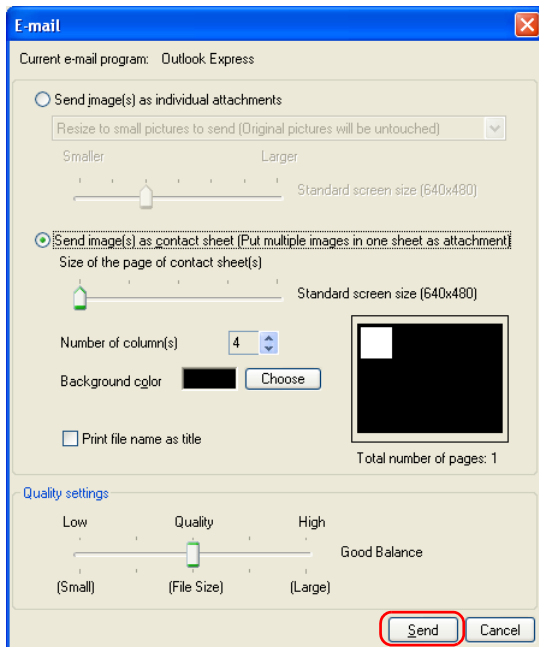 E-mail
Current e-mail program: Outlook Express
Send image(s) as individual attachments
Resize to small pictures to send (Original pictures will be untouched)
Smaller Larger
Standard screen size (640x480)
Send image(s) as contact sheet (Put multiple images in one sheet as attachment)
Size of the page of contact sheet(s)
Standard screen size (640x480)
Number of column(s) 4
Background color Choose
Print file name as title
Total number of pages: 1
Quality settings
Low Quality High
Good Balance
(Small) (File Size) (Large)
Send Cancel